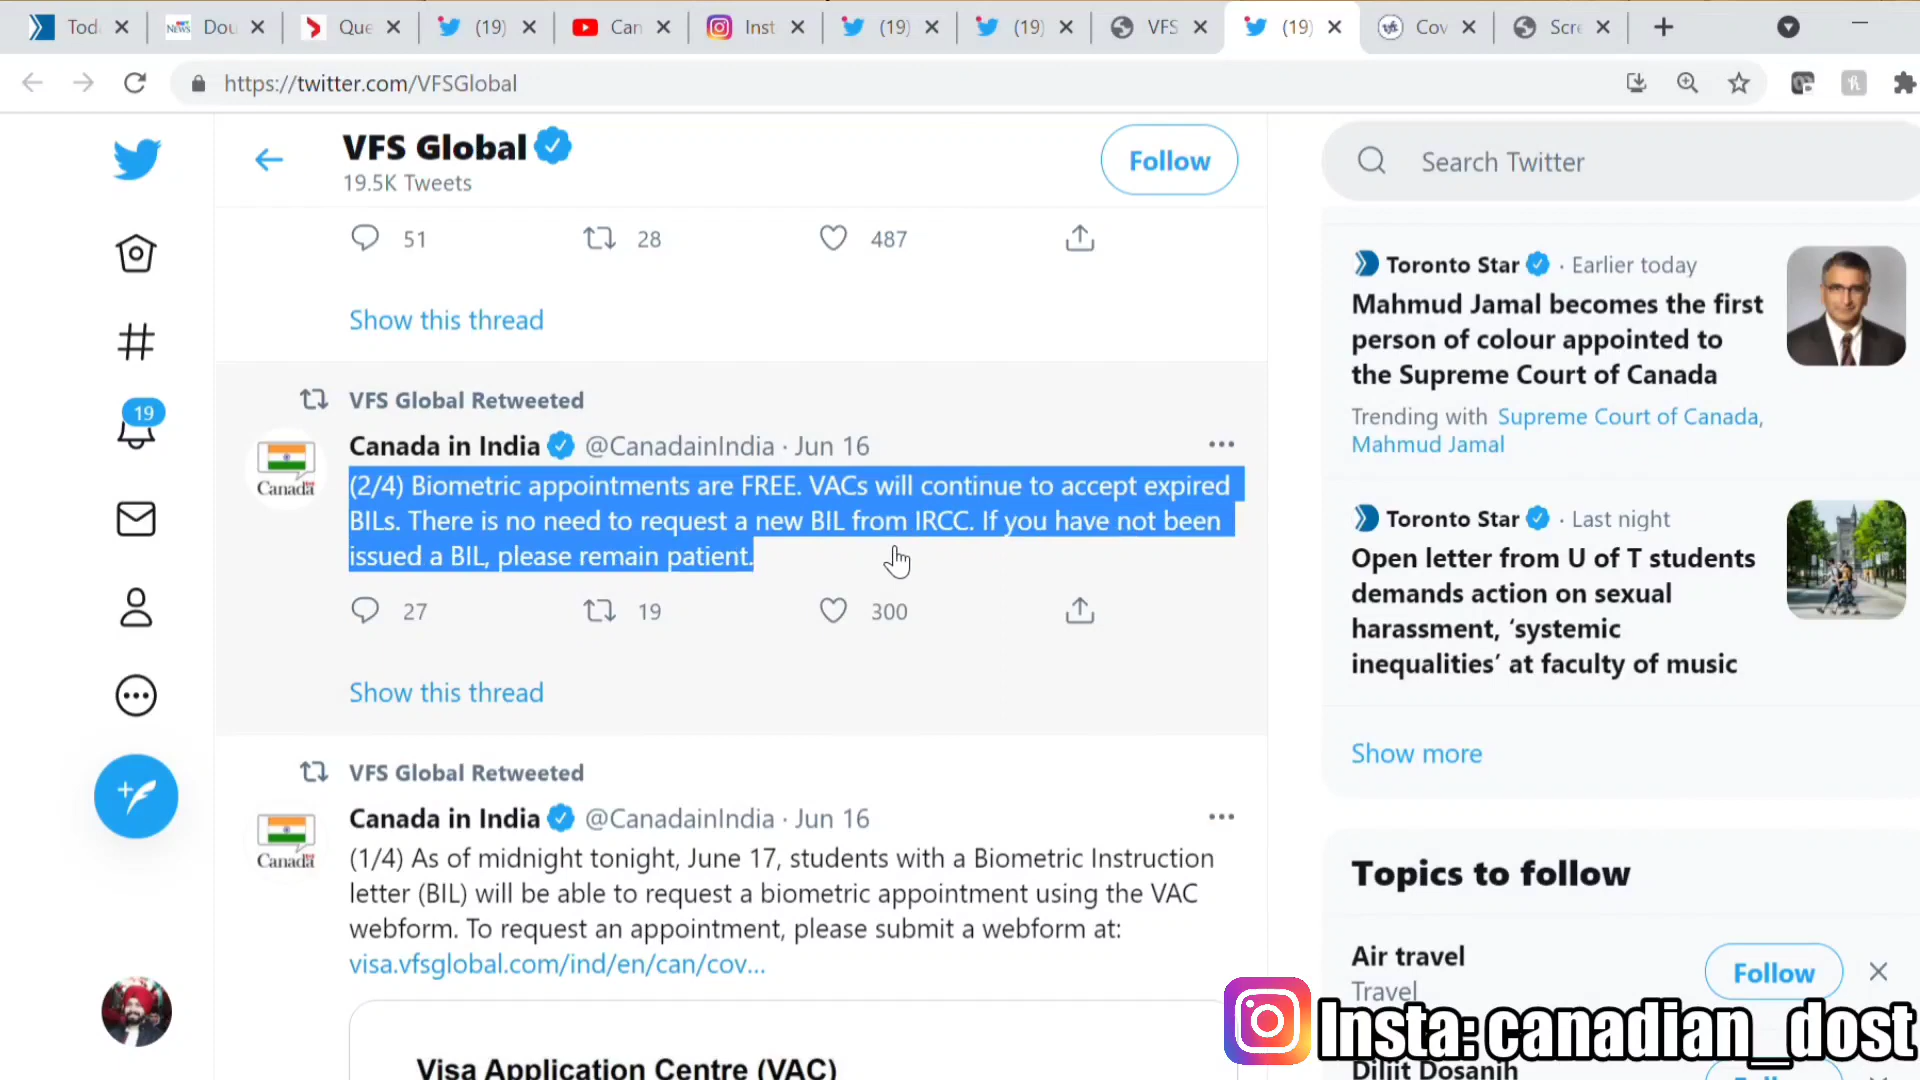 Tod
NEWS
Dou
Que
(19)
Can
Inst
(19)
(19)
VFS
(19)
vfs
Cov
Scre
https://twitter.com/VFSGlobal
VFS Global
19.5K Tweets
Follow
Search Twitter
51
28
487
Show this thread
VFS Global Retweeted
Canada in India @CanadainIndia · Jun 16
Canada
(2/4) Biometric appointments are FREE. VACs will continue to accept expired
BILs. There is no need to request a new BIL from IRCC. If you have not been
issued a BIL, please remain patient.
27
19
300
Show this thread
VFS Global Retweeted
Canada in India @CanadainIndia · Jun 16
Canada
(1/4) As of midnight tonight, June 17, students with a Biometric Instruction
letter (BIL) will be able to request a biometric appointment using the VAC
webform. To request an appointment, please submit a webform at:
visa.vfsglobal.com/ind/en/can/cov...
Visa Application Centre (VAC)
19
Toronto Star · Earlier today
Mahmud Jamal becomes the first
person of colour appointed to
the Supreme Court of Canada
Trending with Supreme Court of Canada,
Mahmud Jamal
Toronto Star · Last night
Open letter from U of T students
demands action on sexual
harassment, ‘systemic
inequalities’ at faculty of music
Show more
Topics to follow
Air travel
Travel
Follow
Insta: canadian_dost
Diljit Dosanjh